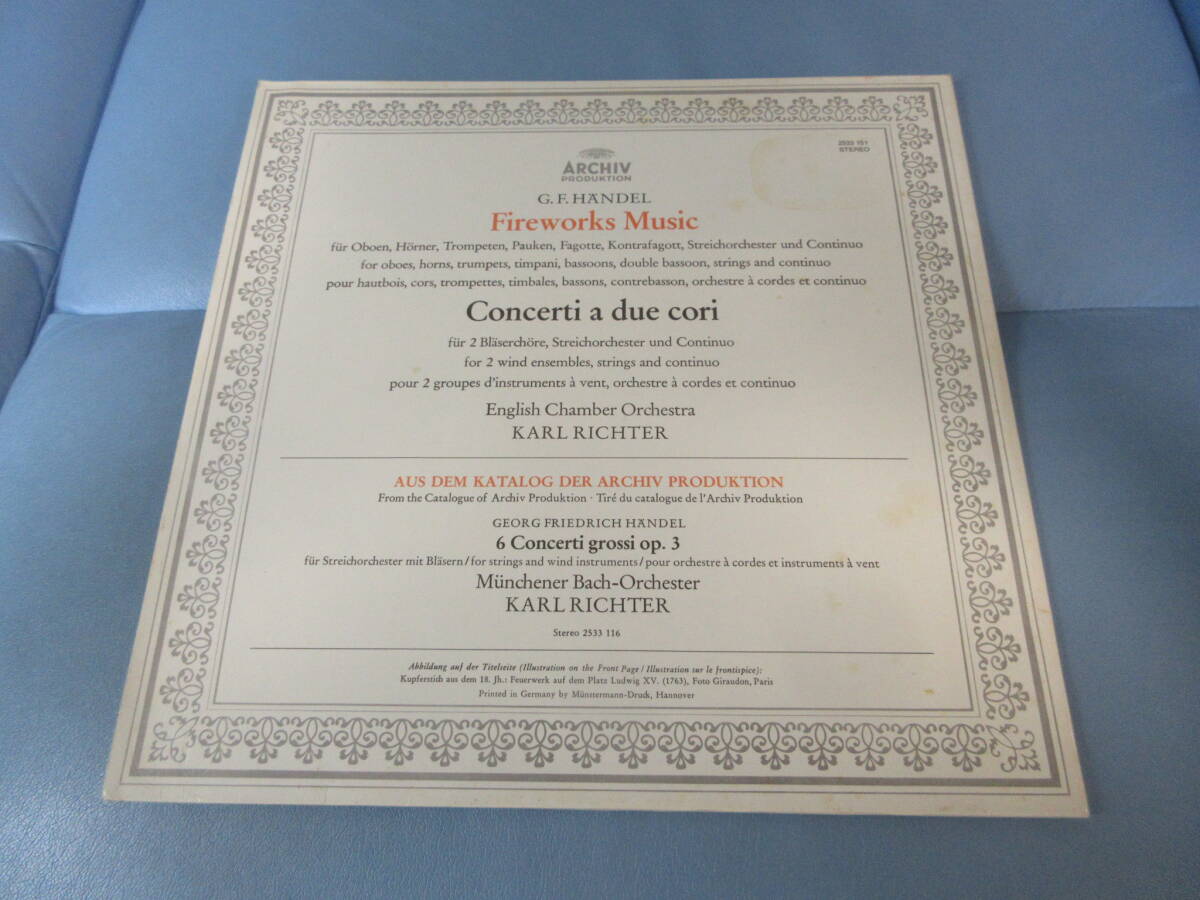 2533 151
STEREO
ARCHIV
PRODUKTION
G. F. HÄNDEL
Fireworks Music
für Oboen, Hörner, Trompeten, Pauken, Fagotte, Kontrafagott, Streichorchester und Continuo
for oboes, horns, trumpets, timpani, bassoons, double bassoon, strings and continuo
pour hautbois, cors, trompettes, timbales, bassons, contrebasson, orchestre à cordes et continuo
Concerti a due cori
für 2 Bläserchöre, Streichorchester und Continuo
for 2 wind ensembles, strings and continuo
pour 2 groupes d'instruments à vent, orchestre à cordes et continuo
English Chamber Orchestra
KARL RICHTER
AUS DEM KATALOG DER ARCHIV PRODUKTION
From the Catalogue of Archiv Produktion · Tiré du catalogue de l'Archiv Produktion
GEORG FRIEDRICH HÄNDEL
6 Concerti grossi op. 3
für Streichorchester mit Bläsern/for strings and wind instruments/pour orchestre à cordes et instruments à vent
Münchener Bach-Orchester
KARL RICHTER
Stereo 2533 116
Abbildung auf der Titelseite (Illustration on the Front Page / Illustration sur le frontispice):
Kupferstich aus dem 18. Jh.: Feuerwerk auf dem Platz Ludwig XV. (1763), Foto Giraudon, Paris
Printed in Germany by Münstermann-Druck, Hannover